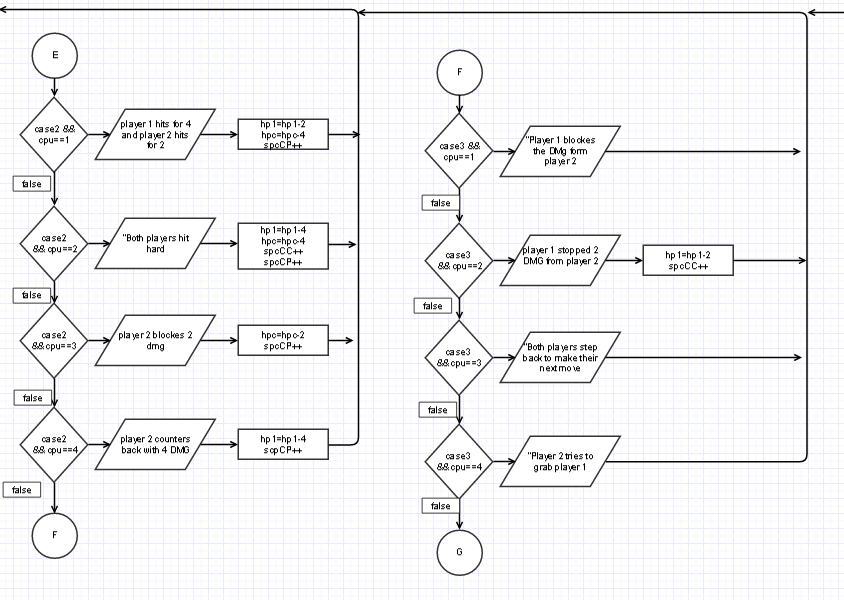 E
case2 &&
cpu==1
player 1 hits for 4
and player 2 hits
for 2
hp1=hp1-2
hpc=hpc-4
spcCP++
false
case2
&& cpu==2
"Both players hit
hard
hp1=hp1-4
hpc=hpc-4
spcCC++
spcCP++
false
case2
&& cpu==3
player 2 blockes 2
dmg
hpc=hpc-2
spcCP++
false
case2
&& cpu==4
player 2 counters
back with 4 DMG
hp1=hp1-4
scpCP++
false
F
F
case3 &&
cpu==1
"Player 1 blockes
the DMg form
player 2
false
case3
&& cpu==2
player 1 stopped 2
DMG from player 2
hp1=hp1-2
spcCC++
false
case3
&& cpu==3
"Both players step
back to make their
next move
false
case3
&& cpu==4
"Player 2 tries to
grab player 1
false
G